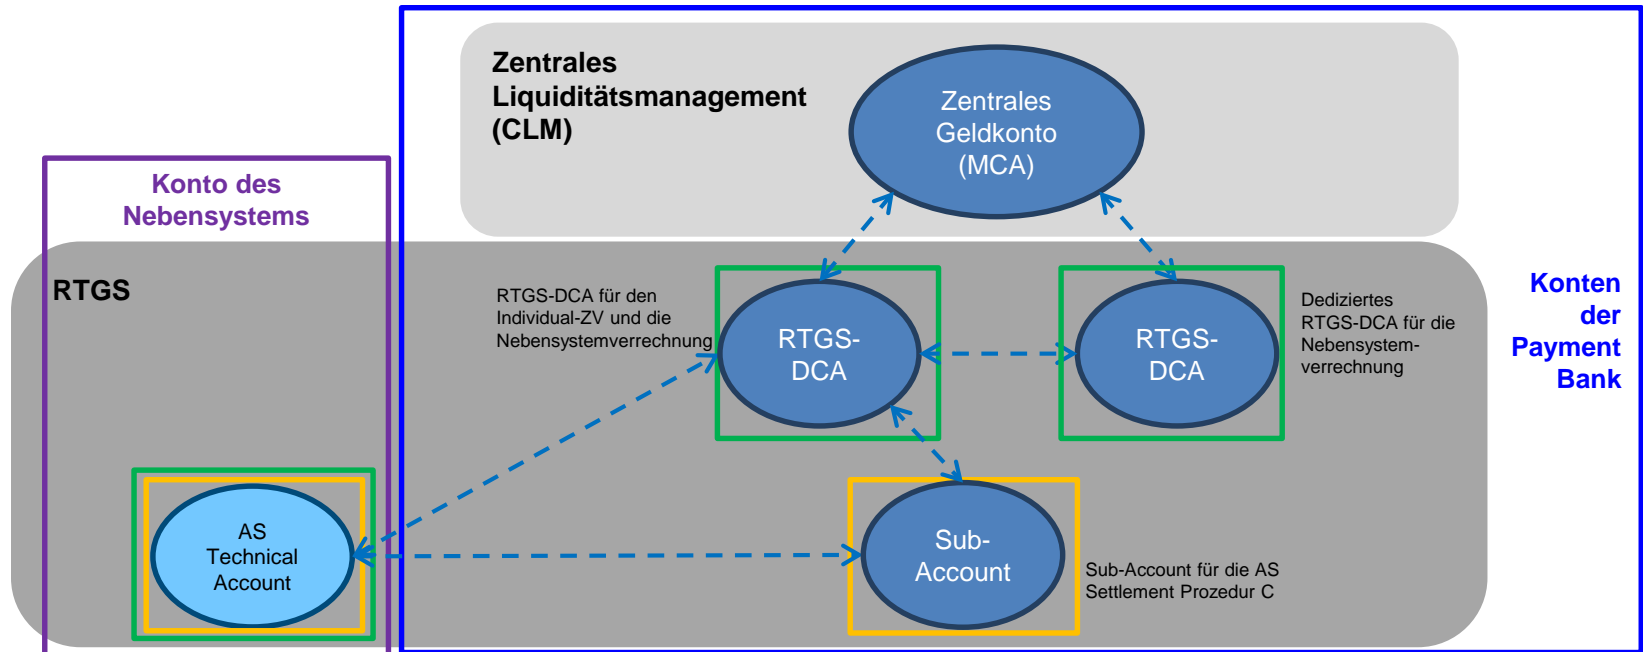 Zentrales
Liquiditätsmanagement
(CLM)
Zentrales
Geldkonto
(MCA)
Konto des
Nebensystems
RTGS
RTGS-DCA für den
Individual-ZV und die
Nebensystemverrechnung
RTGS-
DCA
RTGS-
DCA
Dediziertes
RTGS-DCA für die
Nebensystem-
verrechnung
Konten
der
Payment
Bank
AS
Technical
Account
Sub-
Account
Sub-Account für die AS
Settlement Prozedur C